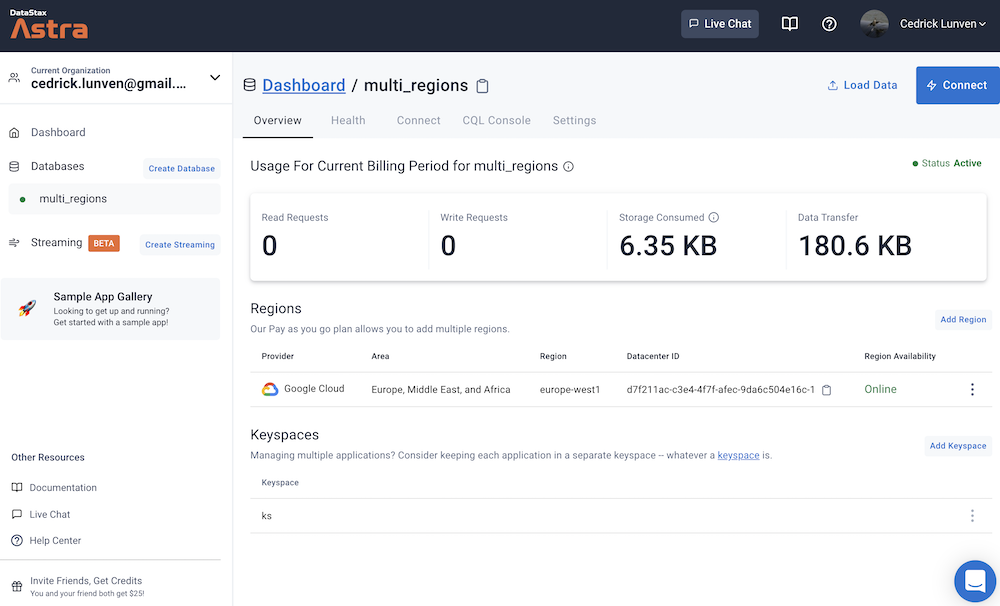 DataStax
Astra
Live Chat
Cedrick Lunven
Current Organization
cedrick.lunven@gmail....
Dashboard
Databases
Create Database
multi_regions
Streaming BETA
Create Streaming
Sample App Gallery
Looking to get up and running?
Get started with a sample app!
Other Resources
Documentation
Live Chat
Help Center
Invite Friends, Get Credits
You and your friend both get $25!
Dashboard / multi_regions
Load Data
Connect
Overview Health Connect CQL Console Settings
Usage For Current Billing Period for multi_regions
Status Active
Read Requests Write Requests Storage Consumed Data Transfer
0 0 6.35 KB 180.6 KB
Regions
Our Pay as you go plan allows you to add multiple regions.
Add Region
Provider Area Region Datacenter ID Region Availability
Google Cloud Europe, Middle East, and Africa europe-west1 d7f211ac-c3e4-4f7f-afec-9da6c504e16c-1 Online
Keyspaces
Managing multiple applications? Consider keeping each application in a separate keyspace -- whatever a keyspace is.
Add Keyspace
Keyspace
ks